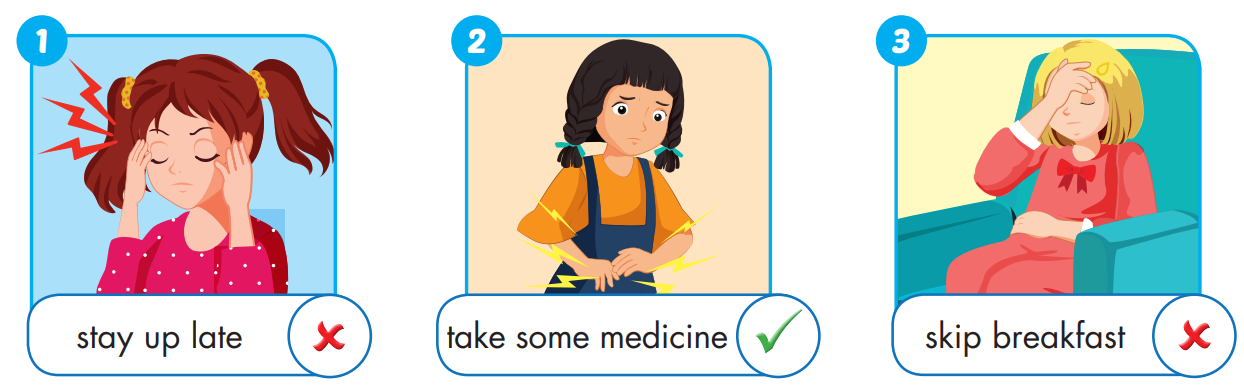 1
2
3
stay up late
take some medicine
skip breakfast